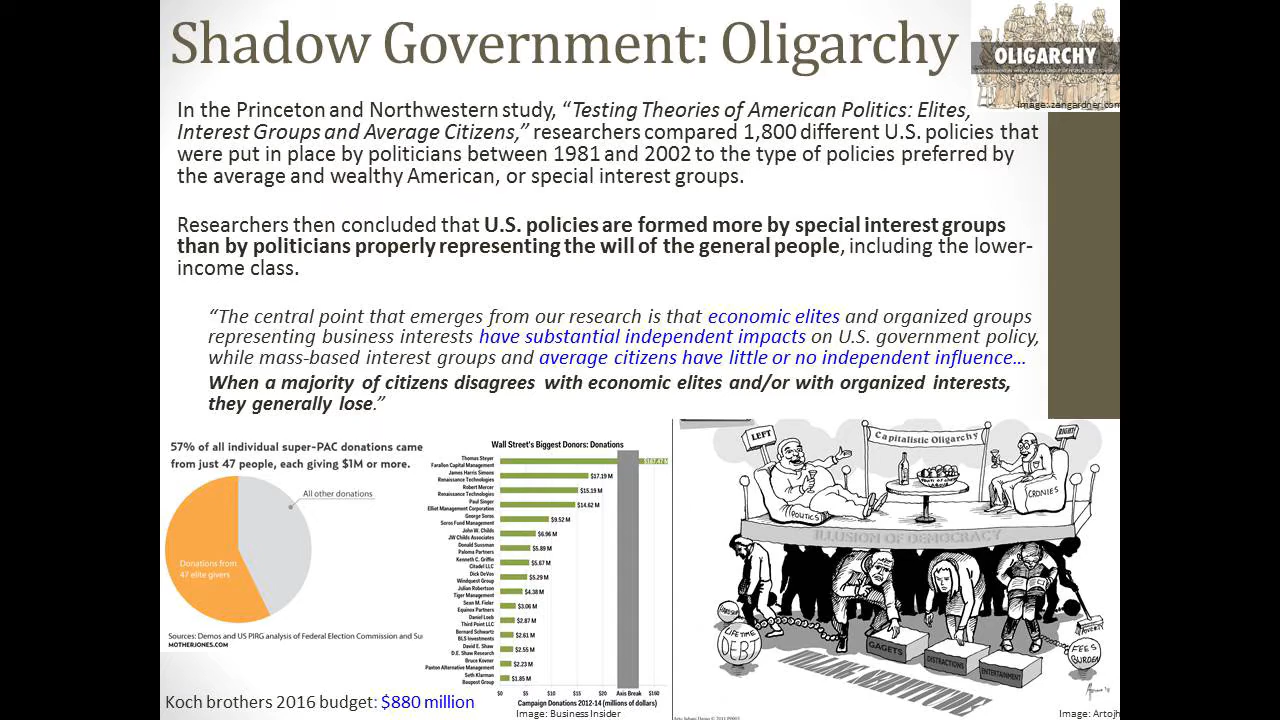 Shadow Government: Oligarchy
OLIGARCHY
Image: zengardner.com
In the Princeton and Northwestern study, “Testing Theories of American Politics: Elites,
Interest Groups and Average Citizens,” researchers compared 1,800 different U.S. policies that
were put in place by politicians between 1981 and 2002 to the type of policies preferred by
the average and wealthy American, or special interest groups.
Researchers then concluded that U.S. policies are formed more by special interest groups
than by politicians properly representing the will of the general people, including the lower-
income class.
“The central point that emerges from our research is that economic elites and organized groups
representing business interests have substantial independent impacts on U.S. government policy,
while mass-based interest groups and average citizens have little or no independent influence…
When a majority of citizens disagrees with economic elites and/or with organized interests,
they generally lose.”
57% of all individual super-PAC donations came
from just 47 people, each giving $1M or more.
All other donations
Donations from
47 elite givers
Sources: Demos and US PIRG analysis of Federal Election Commission and Su
MOTHERJONES.COM
Koch brothers 2016 budget: $880 million
Wall Street's Biggest Donors: Donations
Thomas Steyer
Farallon Capital Management
$167.47 M
James Harris Simons
Renaissance Technologies
$17.19 M
Robert Mercer
Renaissance Technologies
$15.19 M
Paul Singer
Elliot Management Corporation
$14.62 M
George Soros
Soros Fund Management
$9.52 M
John W. Childs
JW Childs Associates
$6.96 M
Donald Sussman
Paloma Partners
$5.89 M
Kenneth C. Griffin
Citadel LLC
$5.67 M
Dick DeVos
Windquest Group
$5.29 M
Julian Robertson
Tiger Management
$4.38 M
Sean M. Fieler
Equinox Partners
$3.06 M
Daniel Loeb
Third Point LLC
$2.87 M
Bernard Schwartz
BLS Investments
$2.61 M
David E. Shaw
D.E. Shaw Research
$2.55 M
Bruce Kovner
Paxton Alternative Management
$2.23 M
Seth Klarman
Baupost Group
$1.85 M
$0 $5 $10 $15 $20 Axis Break $160
Campaign Donations 2012-14 (millions of dollars)
Image: Business Insider
LEFT
Capitalistic Oligarchy
RIGHT
POLITICS
CRONIES
ILLUSION OF DEMOCRACY
LIFETIME
DEBT
GAGETS
DISTRACTIONS
ENTERTAINMENT
POVERTY
FEES
BURDEN
Image: Artojh